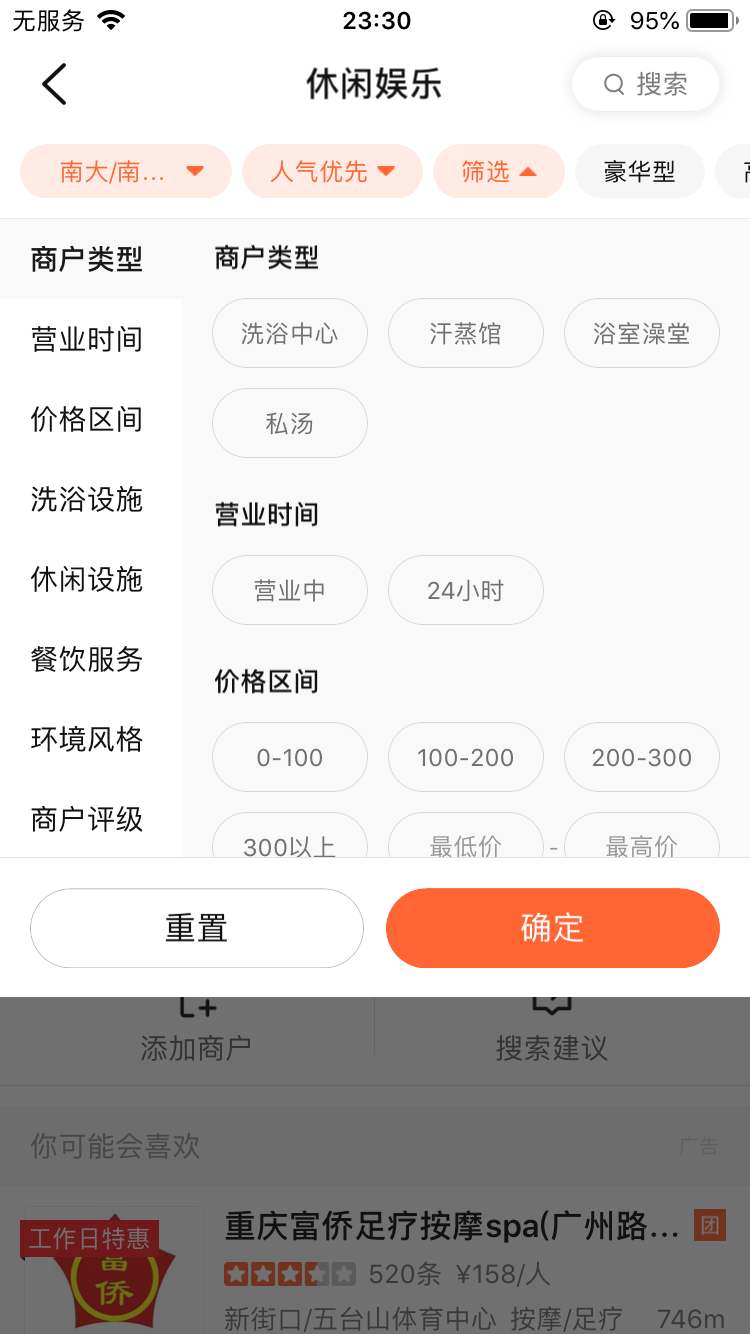 无服务 23:30 95%
休闲娱乐 搜索
南大/南... 人气优先 筛选 豪华型
商户类型
营业时间
价格区间
洗浴设施
休闲设施
餐饮服务
环境风格
商户评级
商户类型
洗浴中心 汗蒸馆 浴室澡堂
私汤
营业时间
营业中 24小时
价格区间
0-100 100-200 200-300
300以上 最低价 - 最高价
重置 确定
添加商户 搜索建议
你可能会喜欢 广告
工作日特惠
富侨
重庆富侨足疗按摩spa(广州路... 团
520条 ¥158/人
新街口/五台山体育中心 按摩/足疗 746m